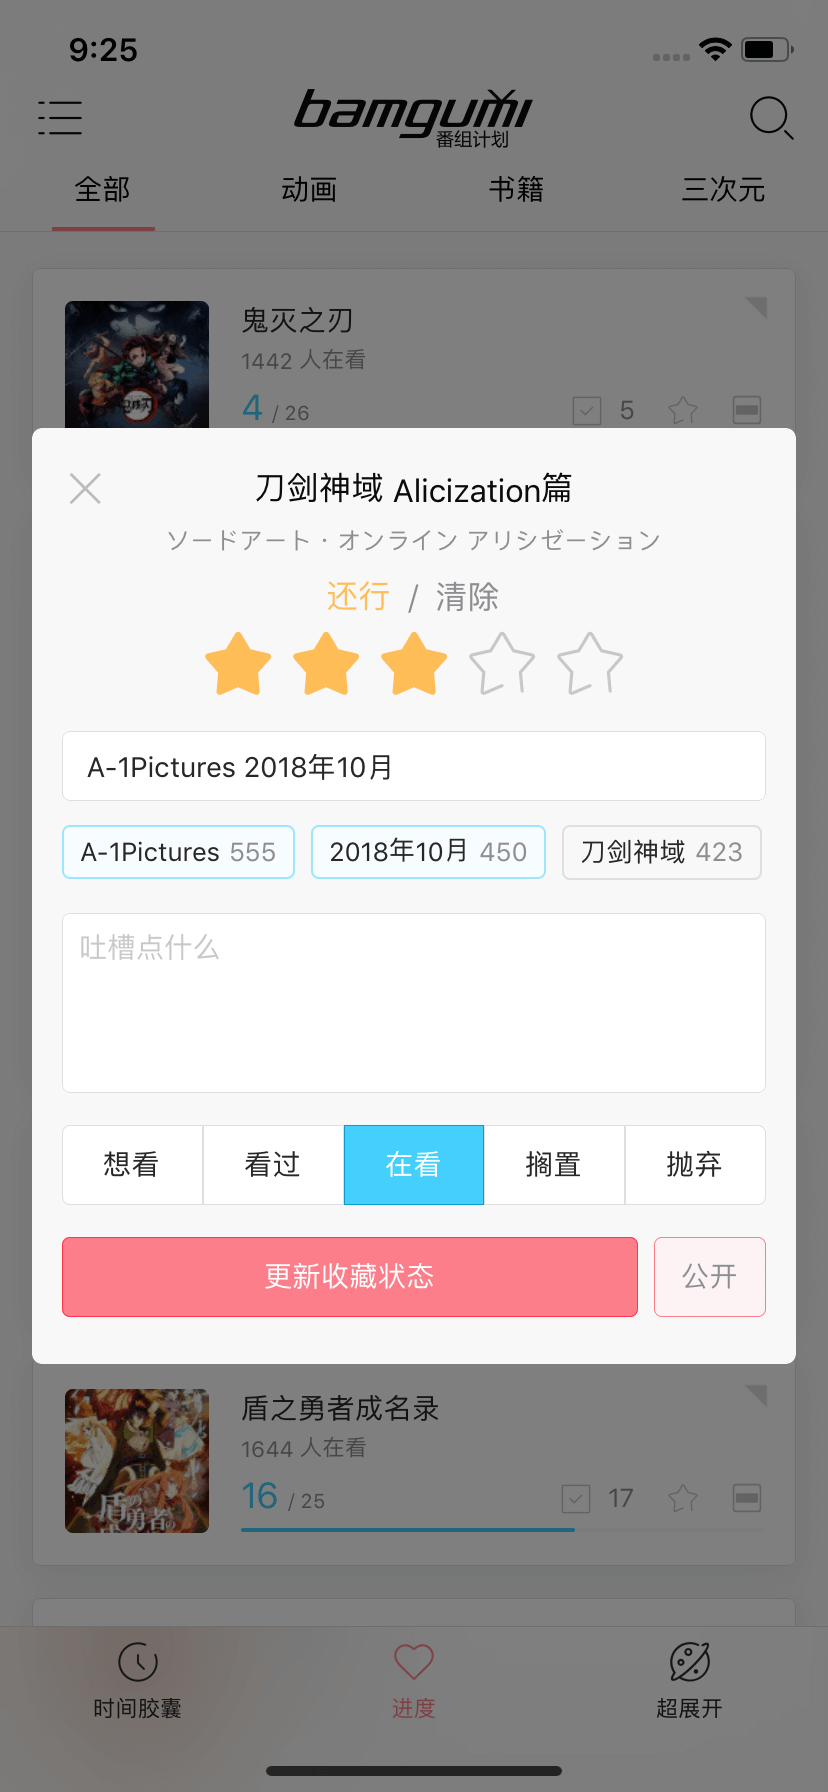 9:25
bamgumi
番组计划
全部 动画 书籍 三次元
鬼灭之刃
1442 人在看
4 / 26 5
刀剑神域 Alicization篇
ソードアート・オンライン アリシゼーション
还行 / 清除
A-1Pictures 2018年10月
A-1Pictures 555 2018年10月 450 刀剑神域 423
吐槽点什么
想看 看过 在看 搁置 抛弃
更新收藏状态 公开
盾之勇者成名录
1644 人在看
16 / 25 17
时间胶囊 进度 超展开